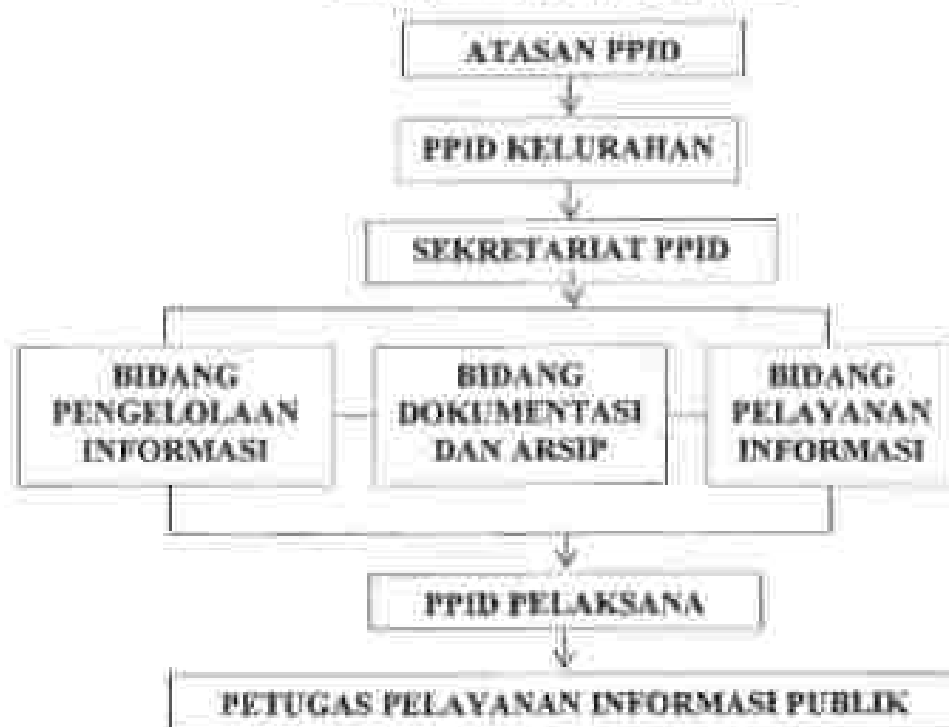 ATASAN PPID
PPID KELURAHAN
SEKRETARIAT PPID
BIDANG
PENGELOLAAN
INFORMASI
BIDANG
DOKUMENTASI
DAN ARSIP
BIDANG
PELAYANAN
INFORMASI
PPID PELAKSANA
PETUGAS PELAYANAN INFORMASI PUBLIK